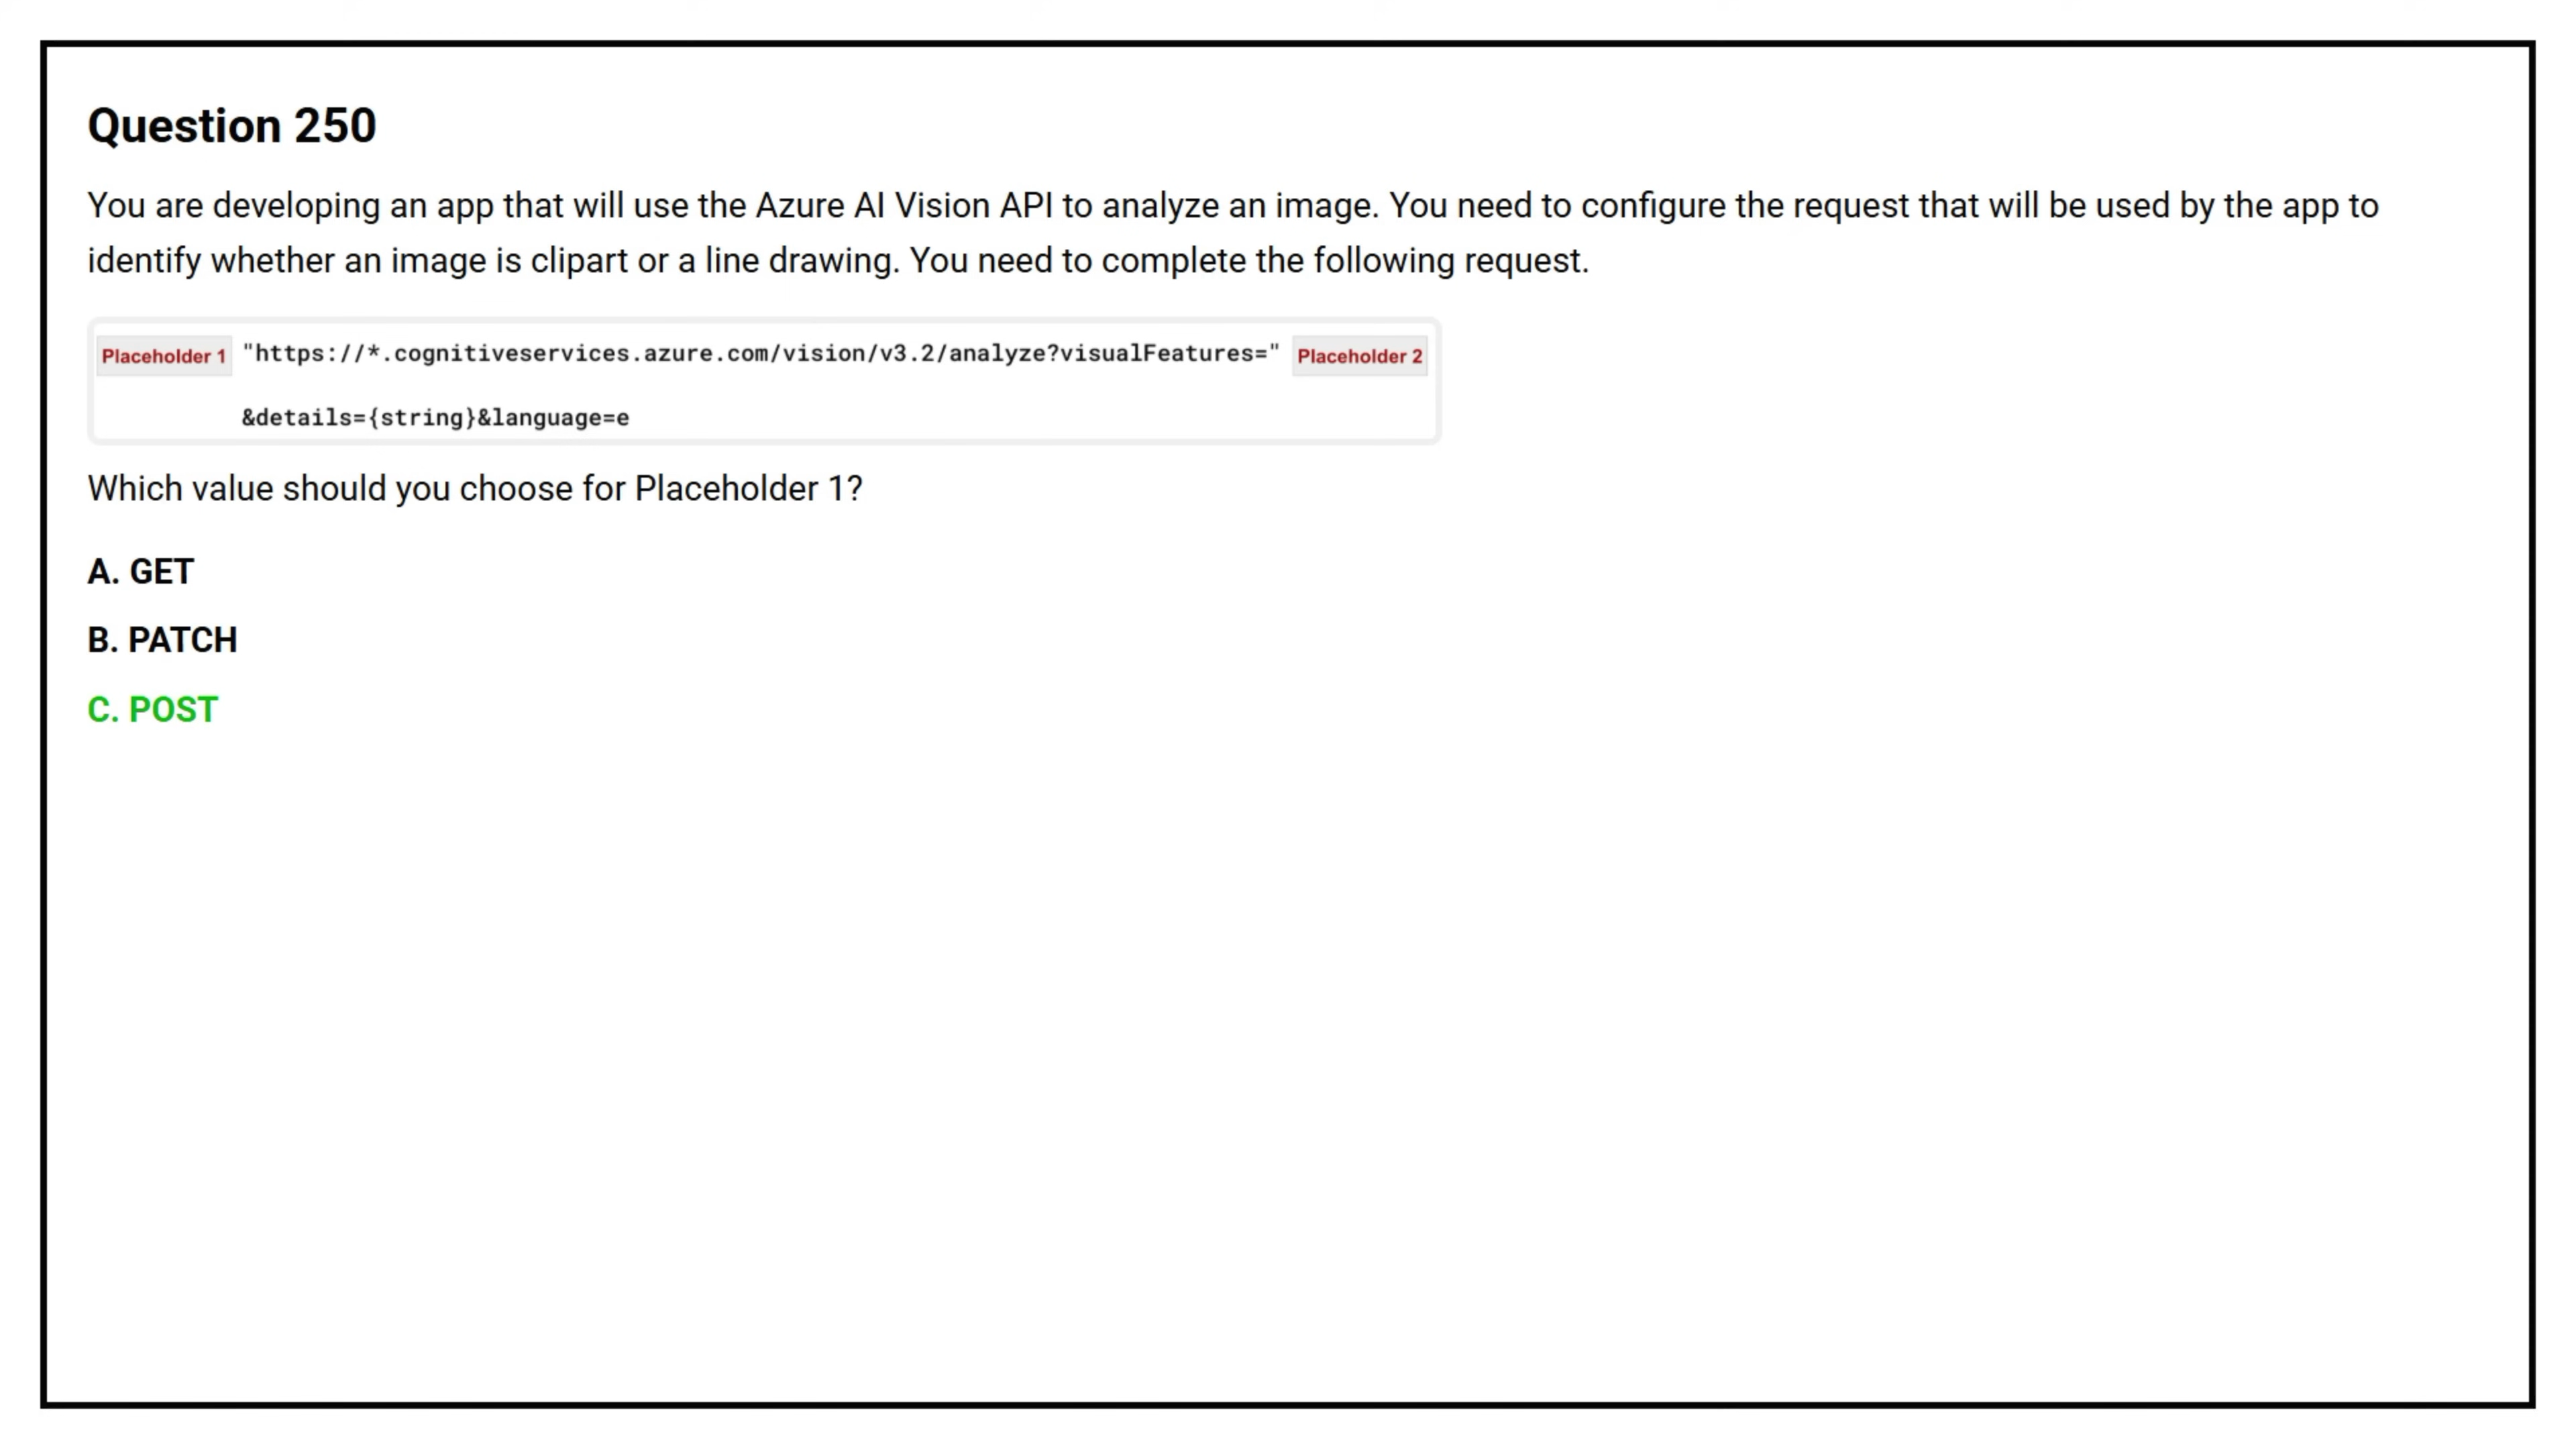 Question 250
You are developing an app that will use the Azure AI Vision API to analyze an image. You need to configure the request that will be used by the app to
identify whether an image is clipart or a line drawing. You need to complete the following request.
Placeholder 1 "https://*.cognitiveservices.azure.com/vision/v3.2/analyze?visualFeatures=" Placeholder 2
&details={string}&language=e
Which value should you choose for Placeholder 1?
A. GET
B. PATCH
C. POST